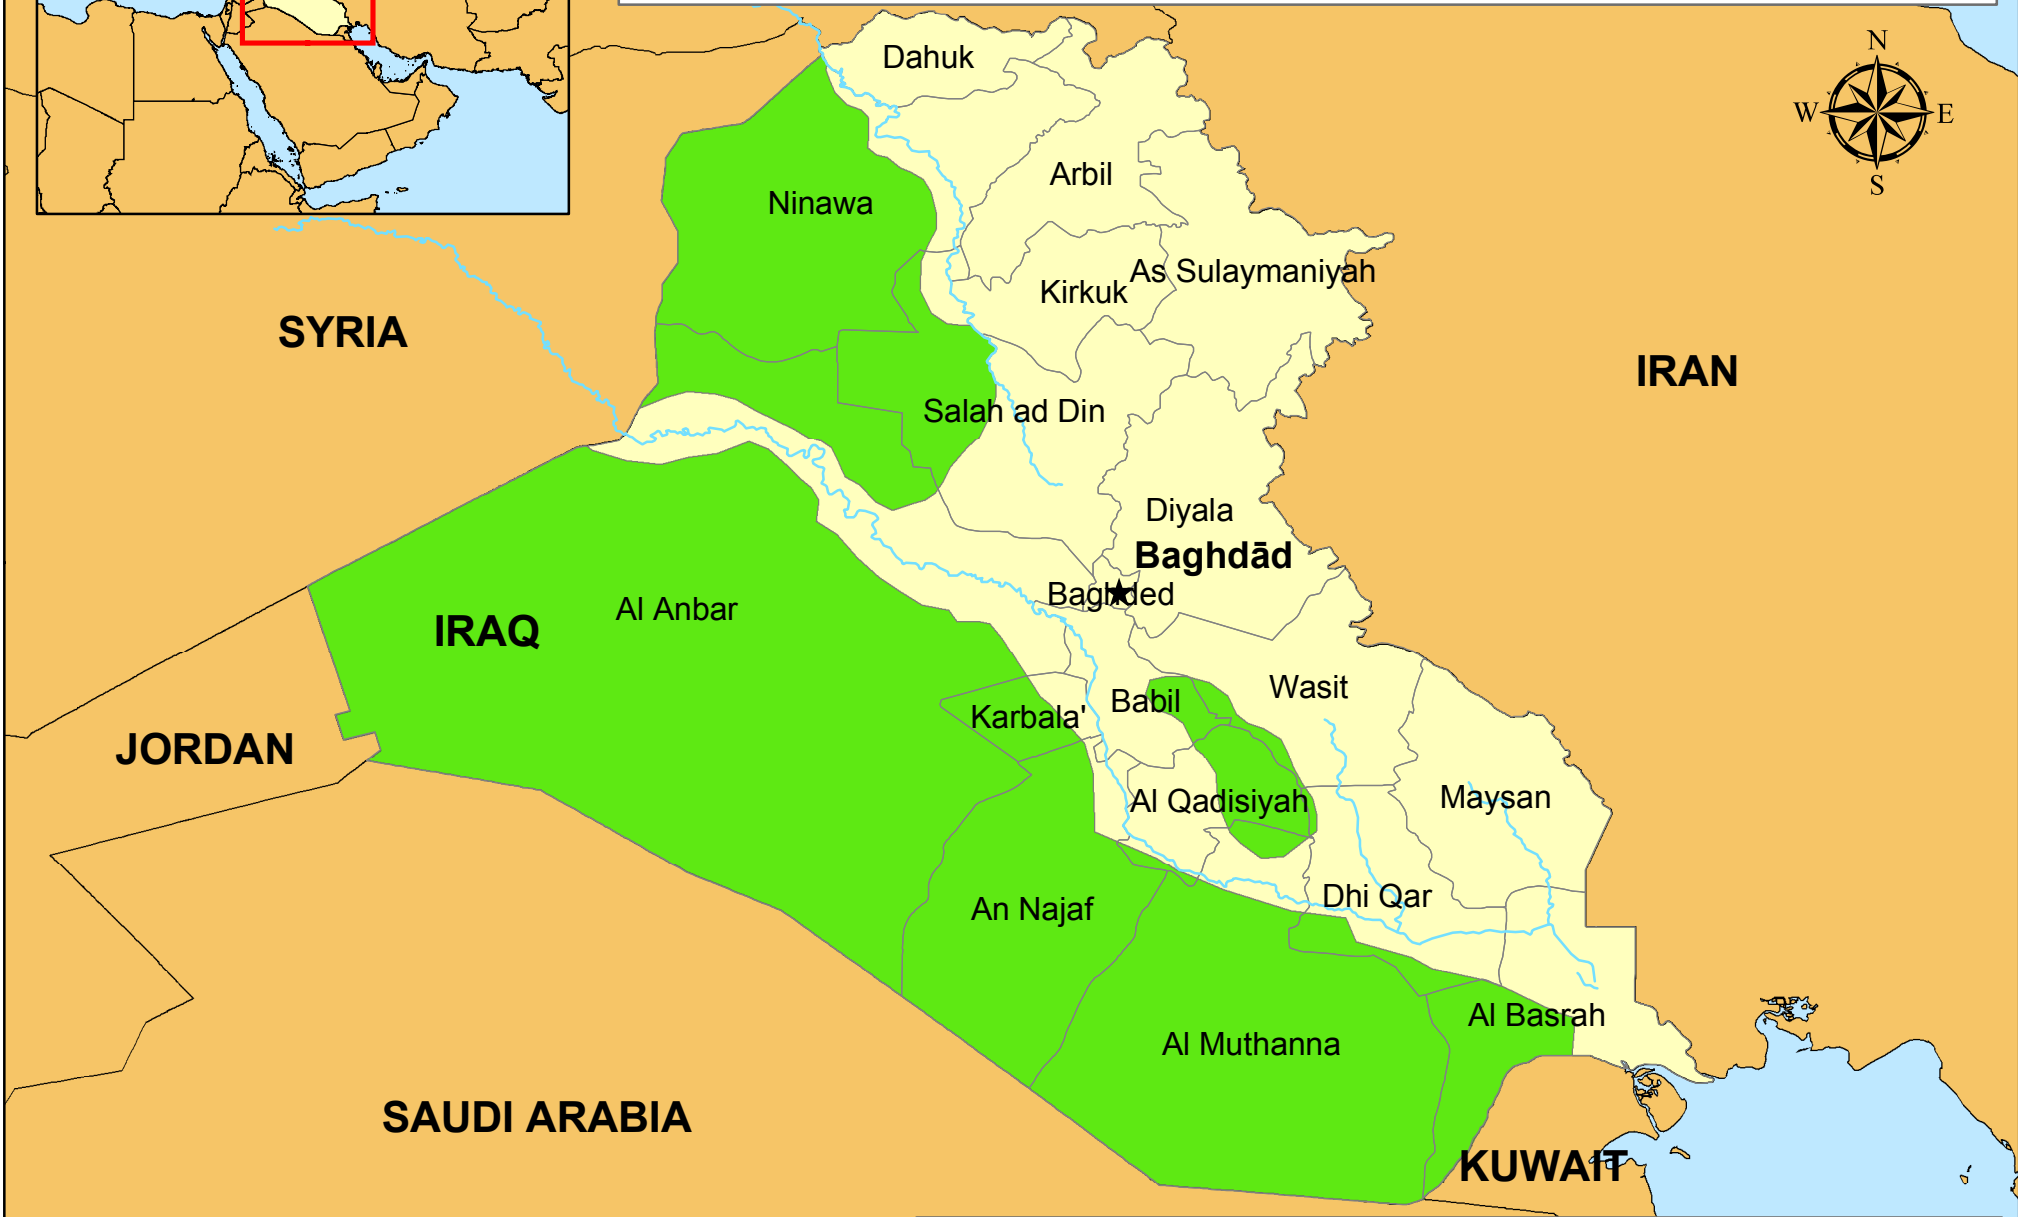 Dahuk
N
W
E
S
Arbil
Ninawa
As Sulaymaniyah
Kirkuk
SYRIA
IRAN
Salah ad Din
Diyala
Baghdād
Baghded
Al Anbar
IRAQ
Wasit
Babil
Karbala'
JORDAN
Maysan
Al Qadisiyah
Dhi Qar
An Najaf
Al Basrah
Al Muthanna
SAUDI ARABIA
KUWAIT